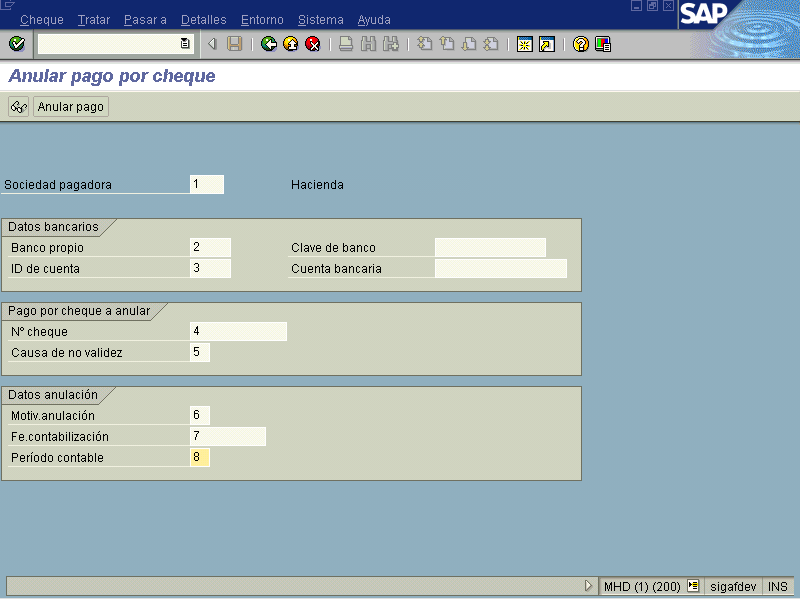 Cheque Tratar Pasar a Detalles Entorno Sistema Ayuda
SAP
Anular pago por cheque
Anular pago
Sociedad pagadora 1 Hacienda
Datos bancarios
Banco propio 2 Clave de banco
ID de cuenta 3 Cuenta bancaria
Pago por cheque a anular
Nº cheque 4
Causa de no validez 5
Datos anulación
Motiv.anulación 6
Fe.contabilización 7
Período contable 8
MHD (1) (200) sigafdev INS